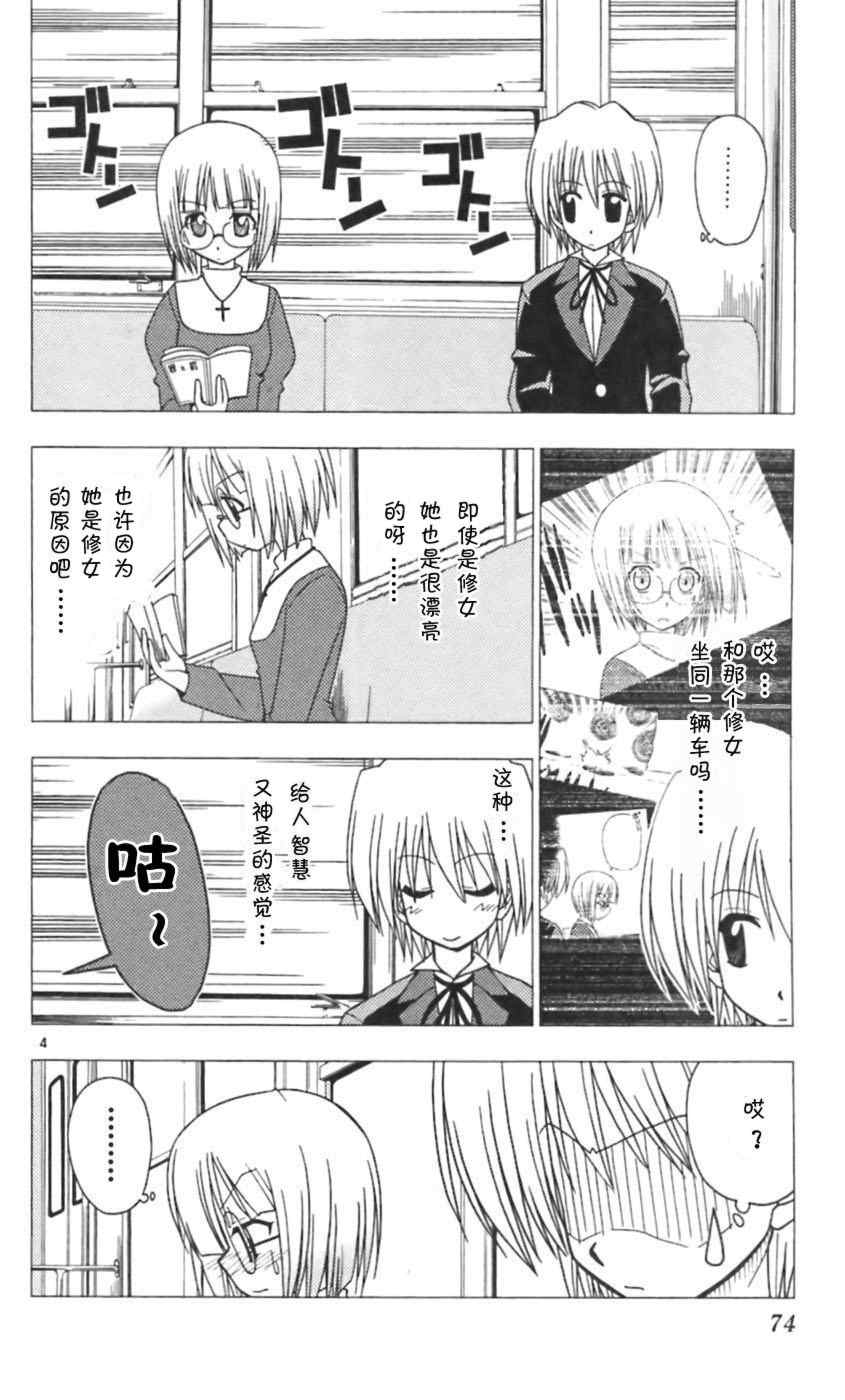 ………
ゴトーン
ゴトーン
ゴトーン
哎…
和那个修女
坐同一辆车吗
……
即使是修女
她也是很漂亮
的呀……
也许因为
她是修女
的原因吧……
这种…
给人智慧
又神圣的感觉…
咕~
4
哎？
………
74